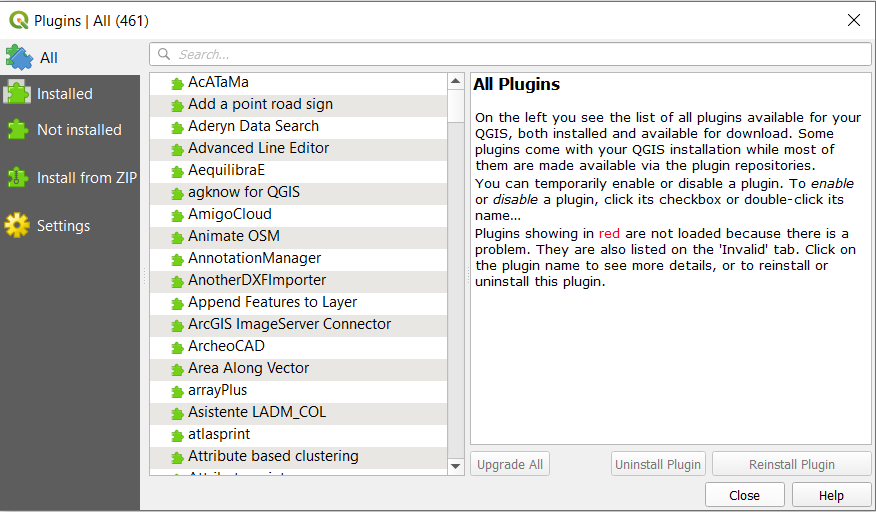 Plugins | All (461)
All
Installed
Not installed
Install from ZIP
Settings
Search...
AcATaMa
Add a point road sign
Aderyn Data Search
Advanced Line Editor
AequilibraE
agknow for QGIS
AmigoCloud
Animate OSM
AnnotationManager
AnotherDXFImporter
Append Features to Layer
ArcGIS ImageServer Connector
ArcheoCAD
Area Along Vector
arrayPlus
Asistente LADM_COL
atlasprint
Attribute based clustering
All Plugins
On the left you see the list of all plugins available for your
QGIS, both installed and available for download. Some
plugins come with your QGIS installation while most of
them are made available via the plugin repositories.
You can temporarily enable or disable a plugin. To enable
or disable a plugin, click its checkbox or double-click its
name...
Plugins showing in red are not loaded because there is a
problem. They are also listed on the 'Invalid' tab. Click on
the plugin name to see more details, or to reinstall or
uninstall this plugin.
Upgrade All
Uninstall Plugin
Reinstall Plugin
Close
Help